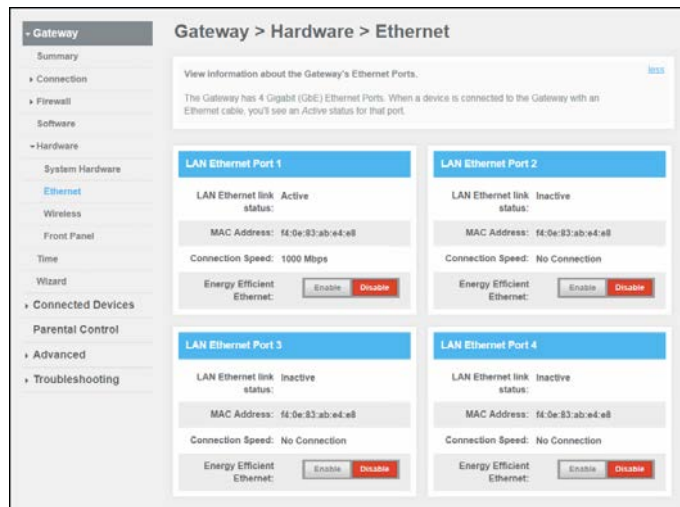 Gateway
Summary
Connection
Firewall
Software
Hardware
System Hardware
Ethernet
Wireless
Front Panel
Time
Wizard
Connected Devices
Parental Control
Advanced
Troubleshooting
Gateway > Hardware > Ethernet
View information about the Gateway's Ethernet Ports.
less
The Gateway has 4 Gigabit (GbE) Ethernet Ports. When a device is connected to the Gateway with an
Ethernet cable, you'll see an Active status for that port.
LAN Ethernet Port 1
LAN Ethernet link status: Active
MAC Address: f4:0e:83:ab:e4:e8
Connection Speed: 1000 Mbps
Energy Efficient Ethernet: Enable Disable
LAN Ethernet Port 2
LAN Ethernet link status: Inactive
MAC Address: f4:0e:83:ab:e4:e8
Connection Speed: No Connection
Energy Efficient Ethernet: Enable Disable
LAN Ethernet Port 3
LAN Ethernet link status: Inactive
MAC Address: f4:0e:83:ab:e4:e8
Connection Speed: No Connection
Energy Efficient Ethernet: Enable Disable
LAN Ethernet Port 4
LAN Ethernet link status: Inactive
MAC Address: f4:0e:83:ab:e4:e8
Connection Speed: No Connection
Energy Efficient Ethernet: Enable Disable